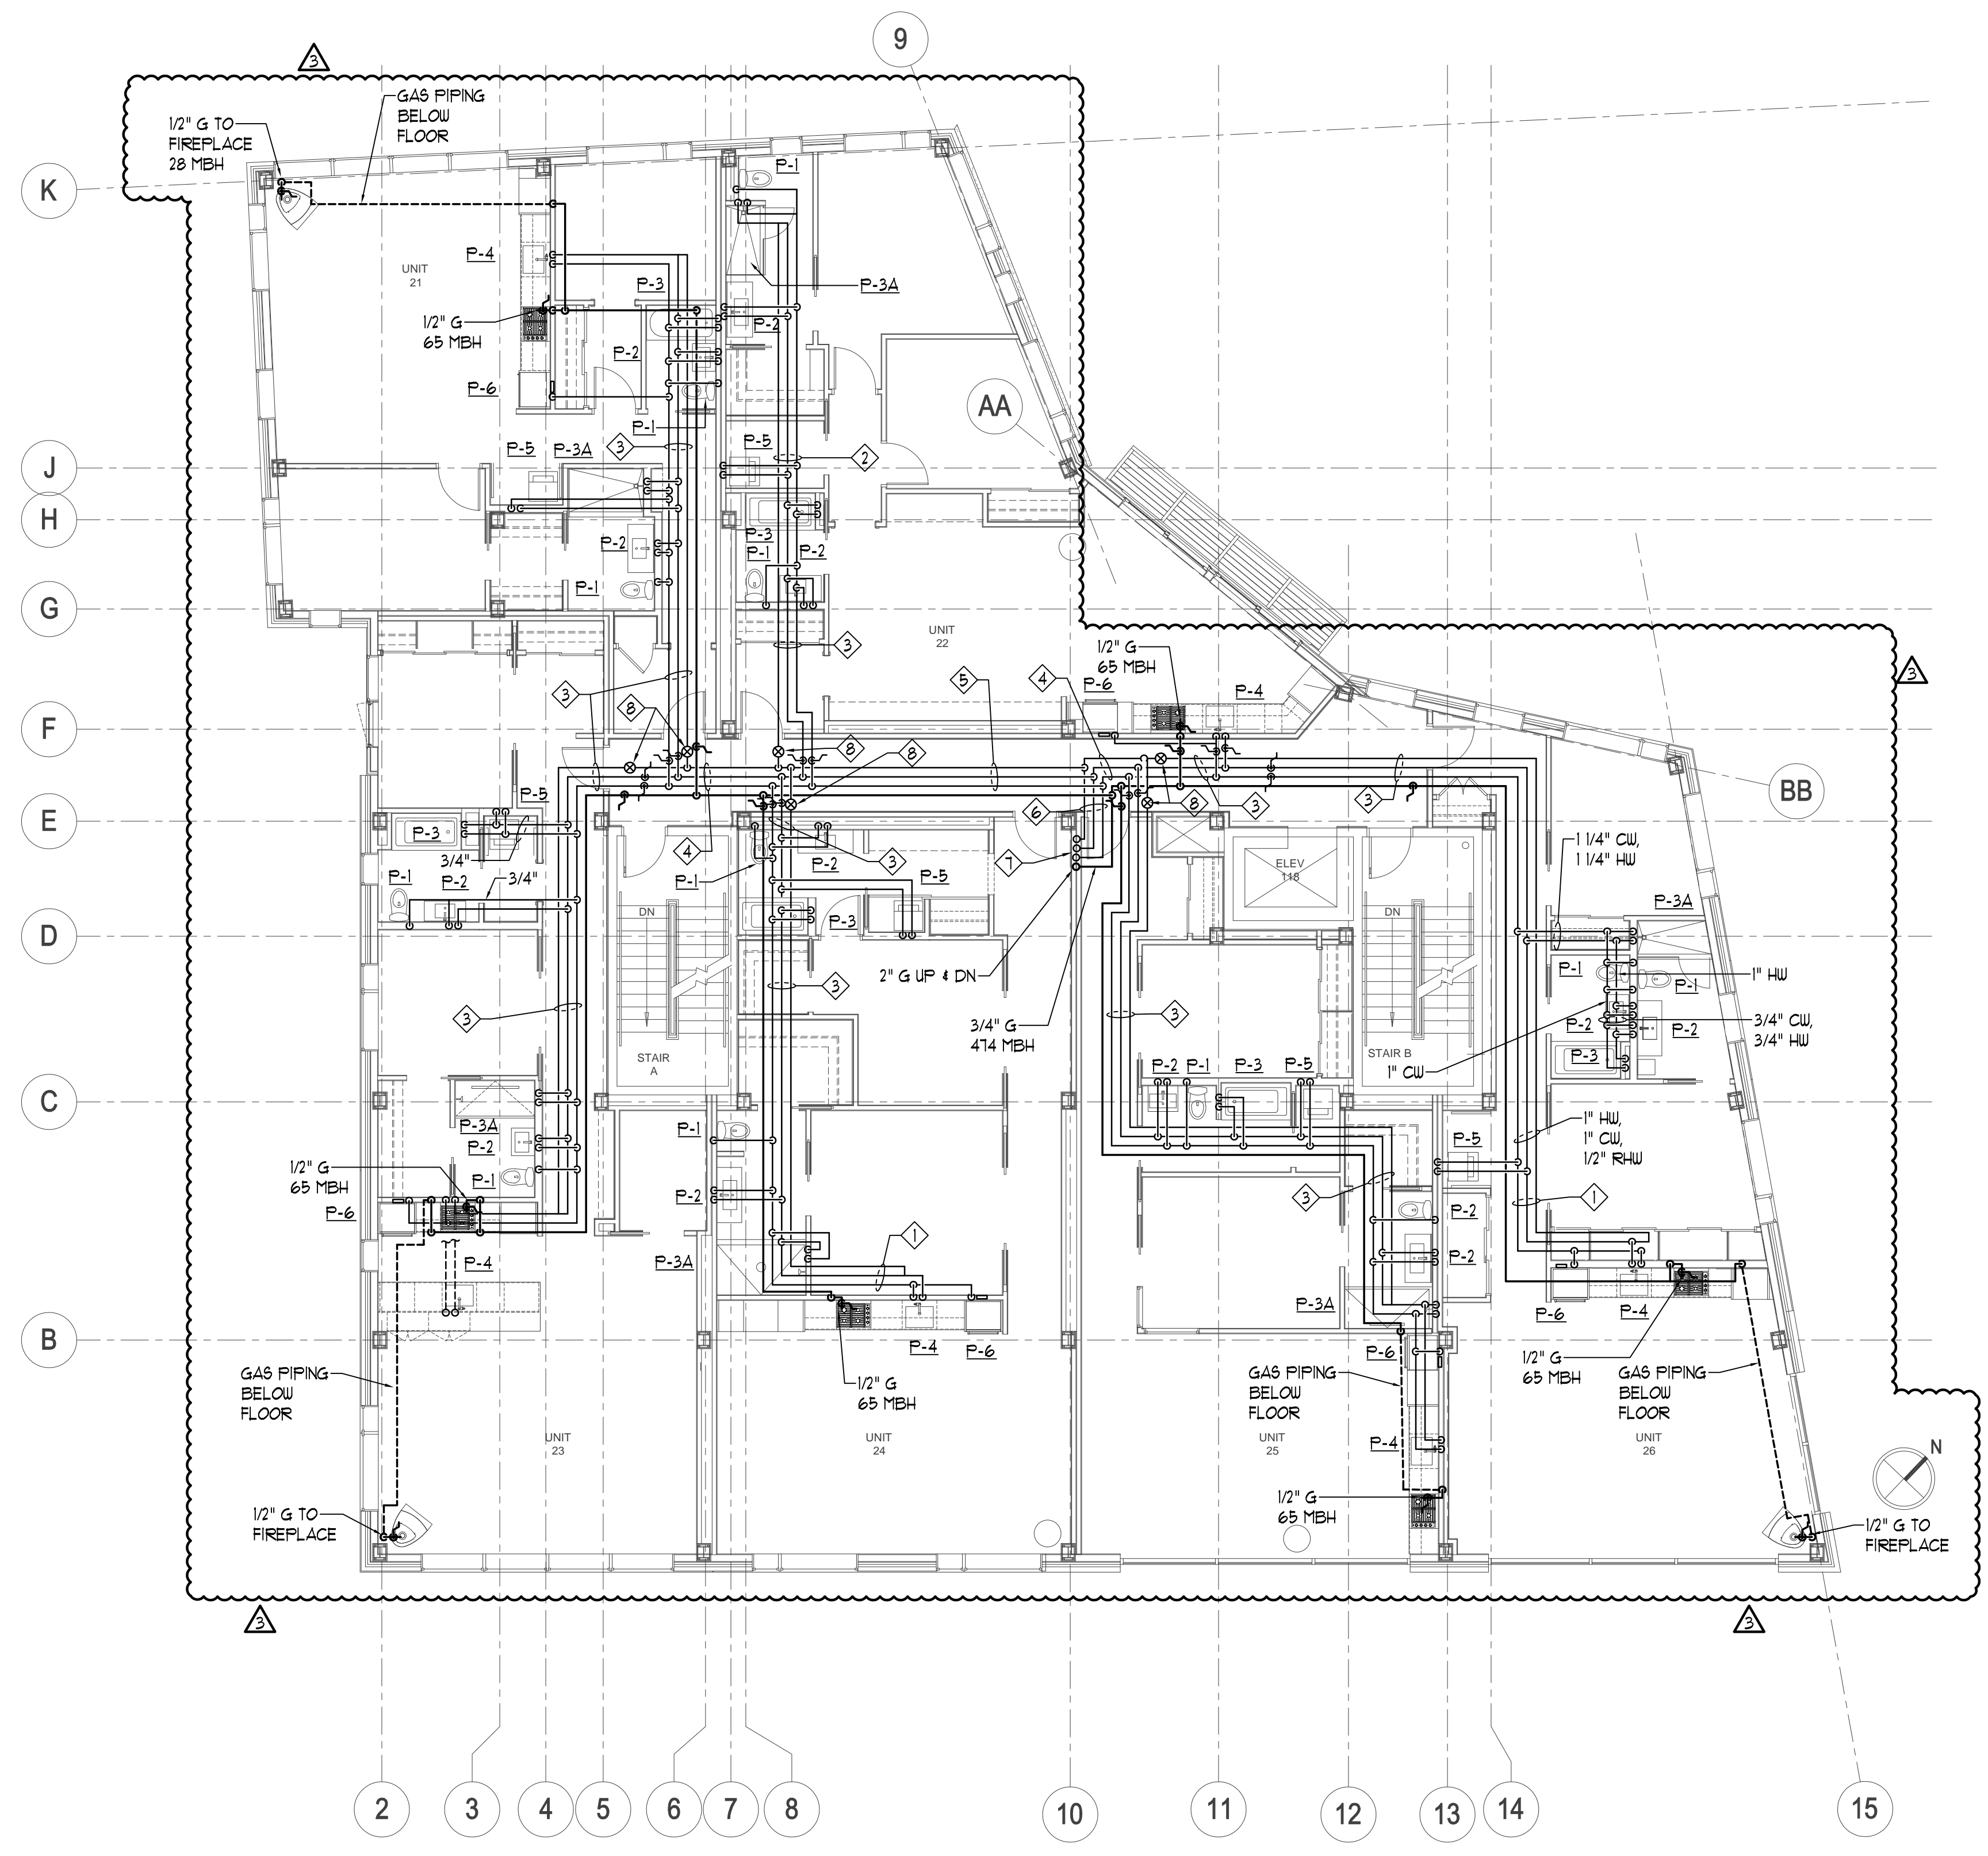 9
3
GAS PIPING
BELOW
FLOOR
1/2" G TO
FIREPLACE
28 MBH
K
P-1
P-4
UNIT
21
P-3
P-3A
1/2" G
65 MBH
P-2
P-2
P-6
P-1
AA
P-5
P-3A
3
P-5
2
J
H
P-3
P-2
P-1
P-2
P-1
G
UNIT
22
3
1/2" G
65 MBH
3
3
5
4
P-6
P-4
8
F
8
8
P-5
E
P-3
3/4"
3/4"
P-1
P-2
4
3
P-2
P-1
P-5
P-3
6
7
3
8
3
BB
ELEV
118
1 1/4" CW,
1 1/4" HW
DN
DN
P-3A
D
2" G UP & DN
3
3/4" G
474 MBH
3
3
P-1
P-1
1" HW
P-2
P-2
3/4" CW,
3/4" HW
P-3
1" CW
STAIR
A
STAIR B
P-2
P-1
P-3
P-5
C
P-3A
P-2
P-1
P-1
P-2
1" HW,
1" CW,
1/2" RHW
P-5
3
1
1/2" G
65 MBH
P-6
P-4
P-3A
1
P-2
P-2
P-3A
P-6
P-4
B
P-4
P-6
P-6
1/2" G
65 MBH
GAS PIPING
BELOW
FLOOR
1/2" G
65 MBH
GAS PIPING
BELOW
FLOOR
GAS PIPING
BELOW
FLOOR
UNIT
23
UNIT
24
UNIT
25
UNIT
26
P-4
N
1/2" G TO
FIREPLACE
1/2" G
65 MBH
1/2" G TO
FIREPLACE
3
3
2
3
4
5
6
7
8
10
11
12
13
14
15